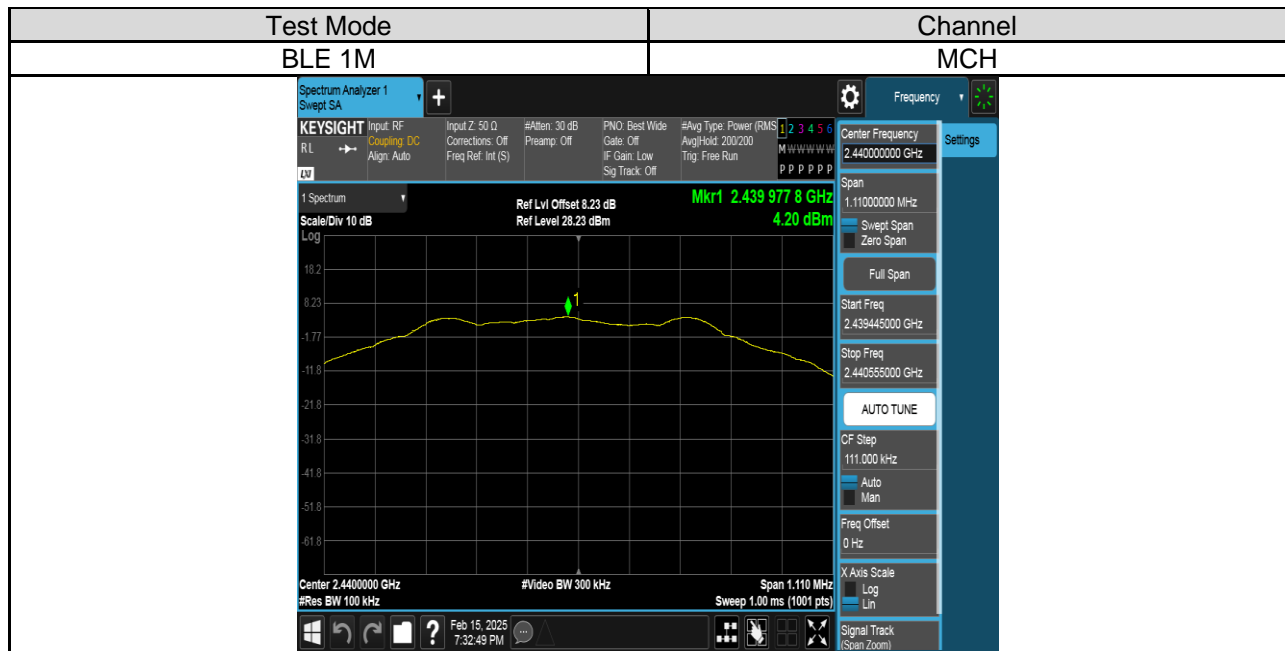 Test Mode Channel
BLE 1M MCH
Spectrum Analyzer 1
Swept SA
Frequency
KEYSIGHT Input: RF
RL
Coupling: DC
Align: Auto
LXI
Input Z: 50 Ω
Corrections: Off
Freq Ref: Int (S)
#Atten: 30 dB
Preamp: Off
PNO: Best Wide
Gate: Off
IF Gain: Low
Sig Track: Off
#Avg Type: Power (RMS
Avg|Hold: 200/200
Trig: Free Run
1 2 3 4 5 6
M W W W W W
P P P P P P
Center Frequency
2.440000000 GHz
Settings
Span
1.11000000 MHz
Swept Span
Zero Span
Full Span
Start Freq
2.439445000 GHz
Stop Freq
2.440555000 GHz
AUTO TUNE
CF Step
111.000 kHz
Auto
Man
Freq Offset
0 Hz
X Axis Scale
Log
Lin
Signal Track
(Span Zoom)
1 Spectrum
Scale/Div 10 dB
Ref Lvl Offset 8.23 dB
Ref Level 28.23 dBm
Mkr1 2.439 977 8 GHz
4.20 dBm
Log
18.2
8.23
-1.77
-11.8
-21.8
-31.8
-41.8
-51.8
-61.8
1
Center 2.4400000 GHz
#Res BW 100 kHz
#Video BW 300 kHz
Span 1.110 MHz
Sweep 1.00 ms (1001 pts)
?
Feb 15, 2025
7:32:49 PM